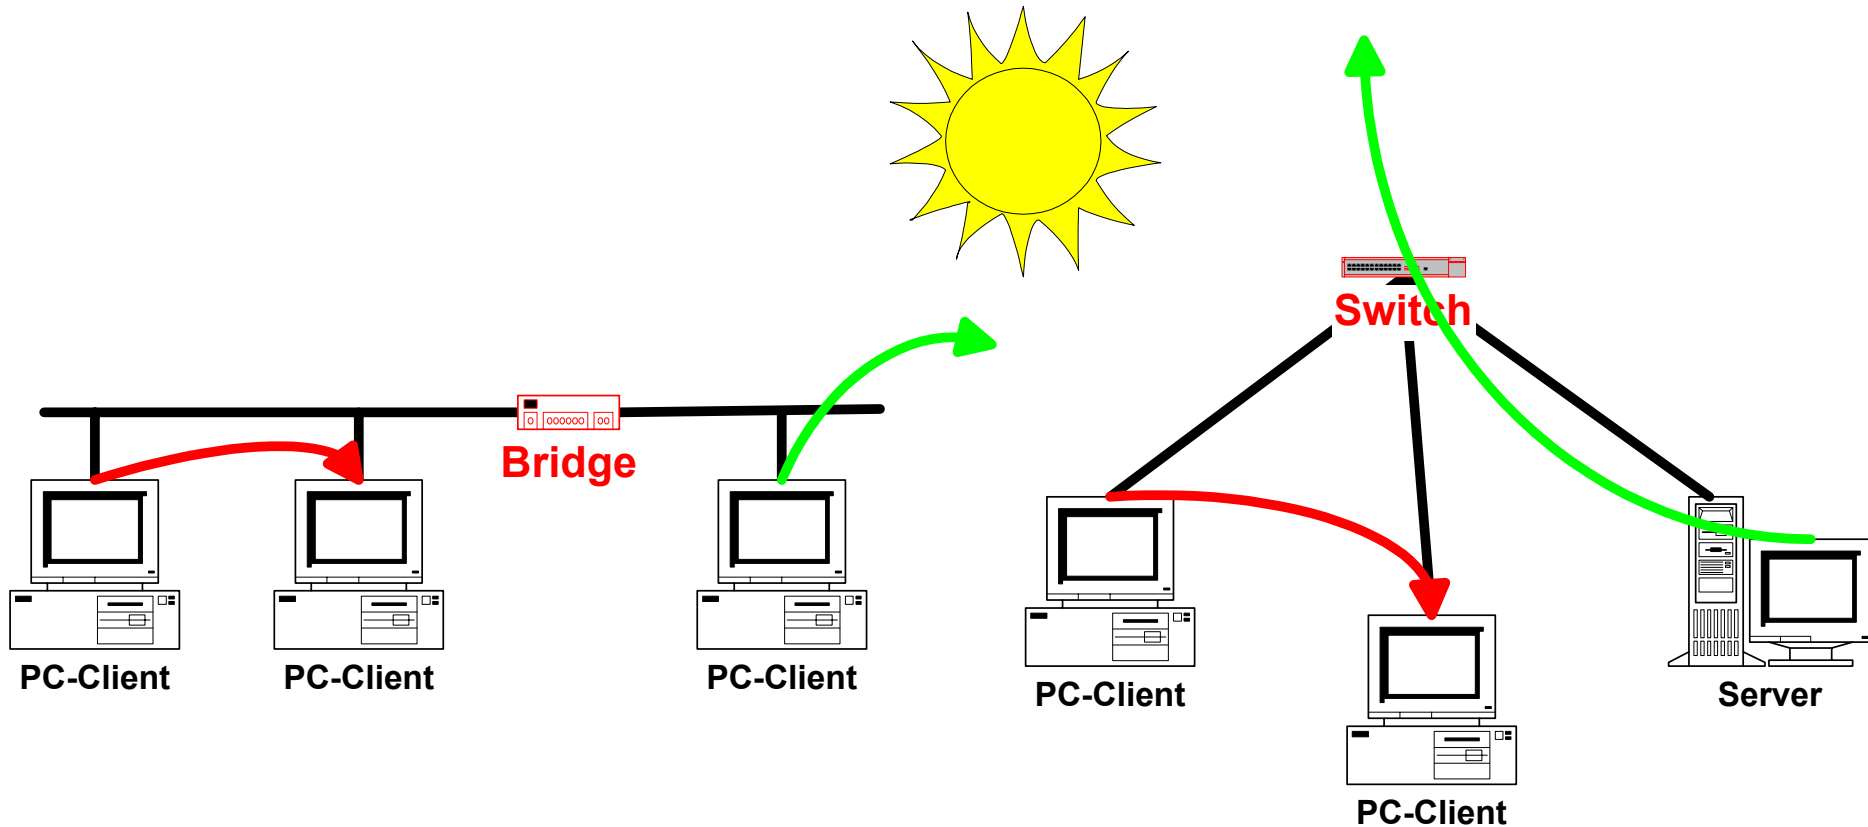 Switch
Bridge
PC-Client
PC-Client
PC-Client
PC-Client
Server
PC-Client